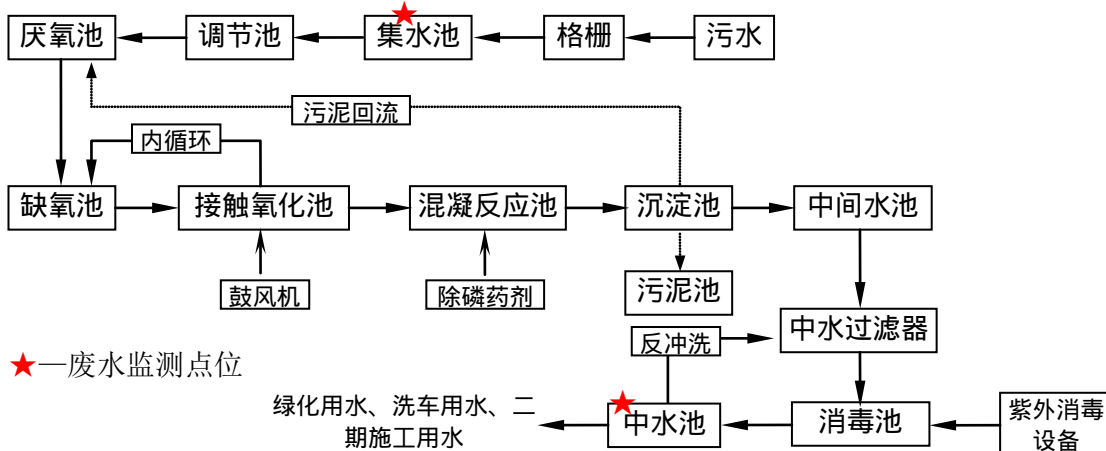 厌氧池
调节池
集水池
格栅
污水
污泥回流
内循环
缺氧池
接触氧化池
混凝反应池
沉淀池
中间水池
鼓风机
除磷药剂
污泥池
中水过滤器
反冲洗
★—废水监测点位
绿化用水、洗车用水、二
期施工用水
中水池
消毒池
紫外消毒
设备